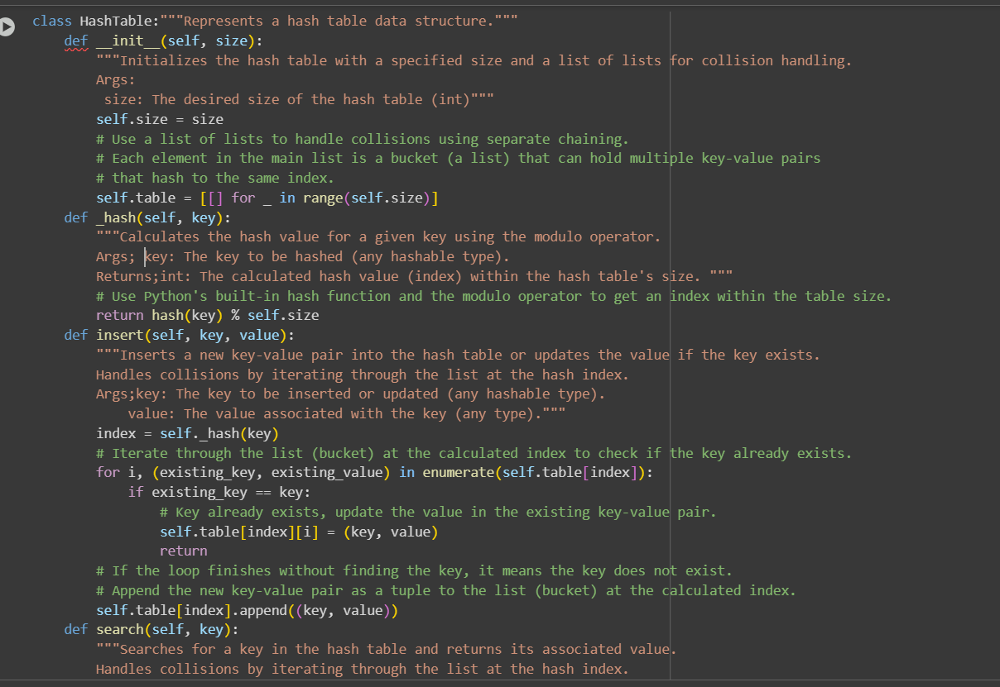 class HashTable:"""Represents a hash table data structure."""
    def __init__(self, size):
        """Initializes the hash table with a specified size and a list of lists for collision handling.
        Args:
         size: The desired size of the hash table (int)"""
        self.size = size
        # Use a list of lists to handle collisions using separate chaining.
        # Each element in the main list is a bucket (a list) that can hold multiple key-value pairs
        # that hash to the same index.
        self.table = [[] for _ in range(self.size)]
    def _hash(self, key):
        """Calculates the hash value for a given key using the modulo operator.
        Args; key: The key to be hashed (any hashable type).
        Returns;int: The calculated hash value (index) within the hash table's size. """
        # Use Python's built-in hash function and the modulo operator to get an index within the table size.
        return hash(key) % self.size
    def insert(self, key, value):
        """Inserts a new key-value pair into the hash table or updates the value if the key exists.
        Handles collisions by iterating through the list at the hash index.
        Args;key: The key to be inserted or updated (any hashable type).
            value: The value associated with the key (any type)."""
        index = self._hash(key)
        # Iterate through the list (bucket) at the calculated index to check if the key already exists.
        for i, (existing_key, existing_value) in enumerate(self.table[index]):
            if existing_key == key:
                # Key already exists, update the value in the existing key-value pair.
                self.table[index][i] = (key, value)
                return
        # If the loop finishes without finding the key, it means the key does not exist.
        # Append the new key-value pair as a tuple to the list (bucket) at the calculated index.
        self.table[index].append((key, value))
    def search(self, key):
        """Searches for a key in the hash table and returns its associated value.
        Handles collisions by iterating through the list at the hash index.